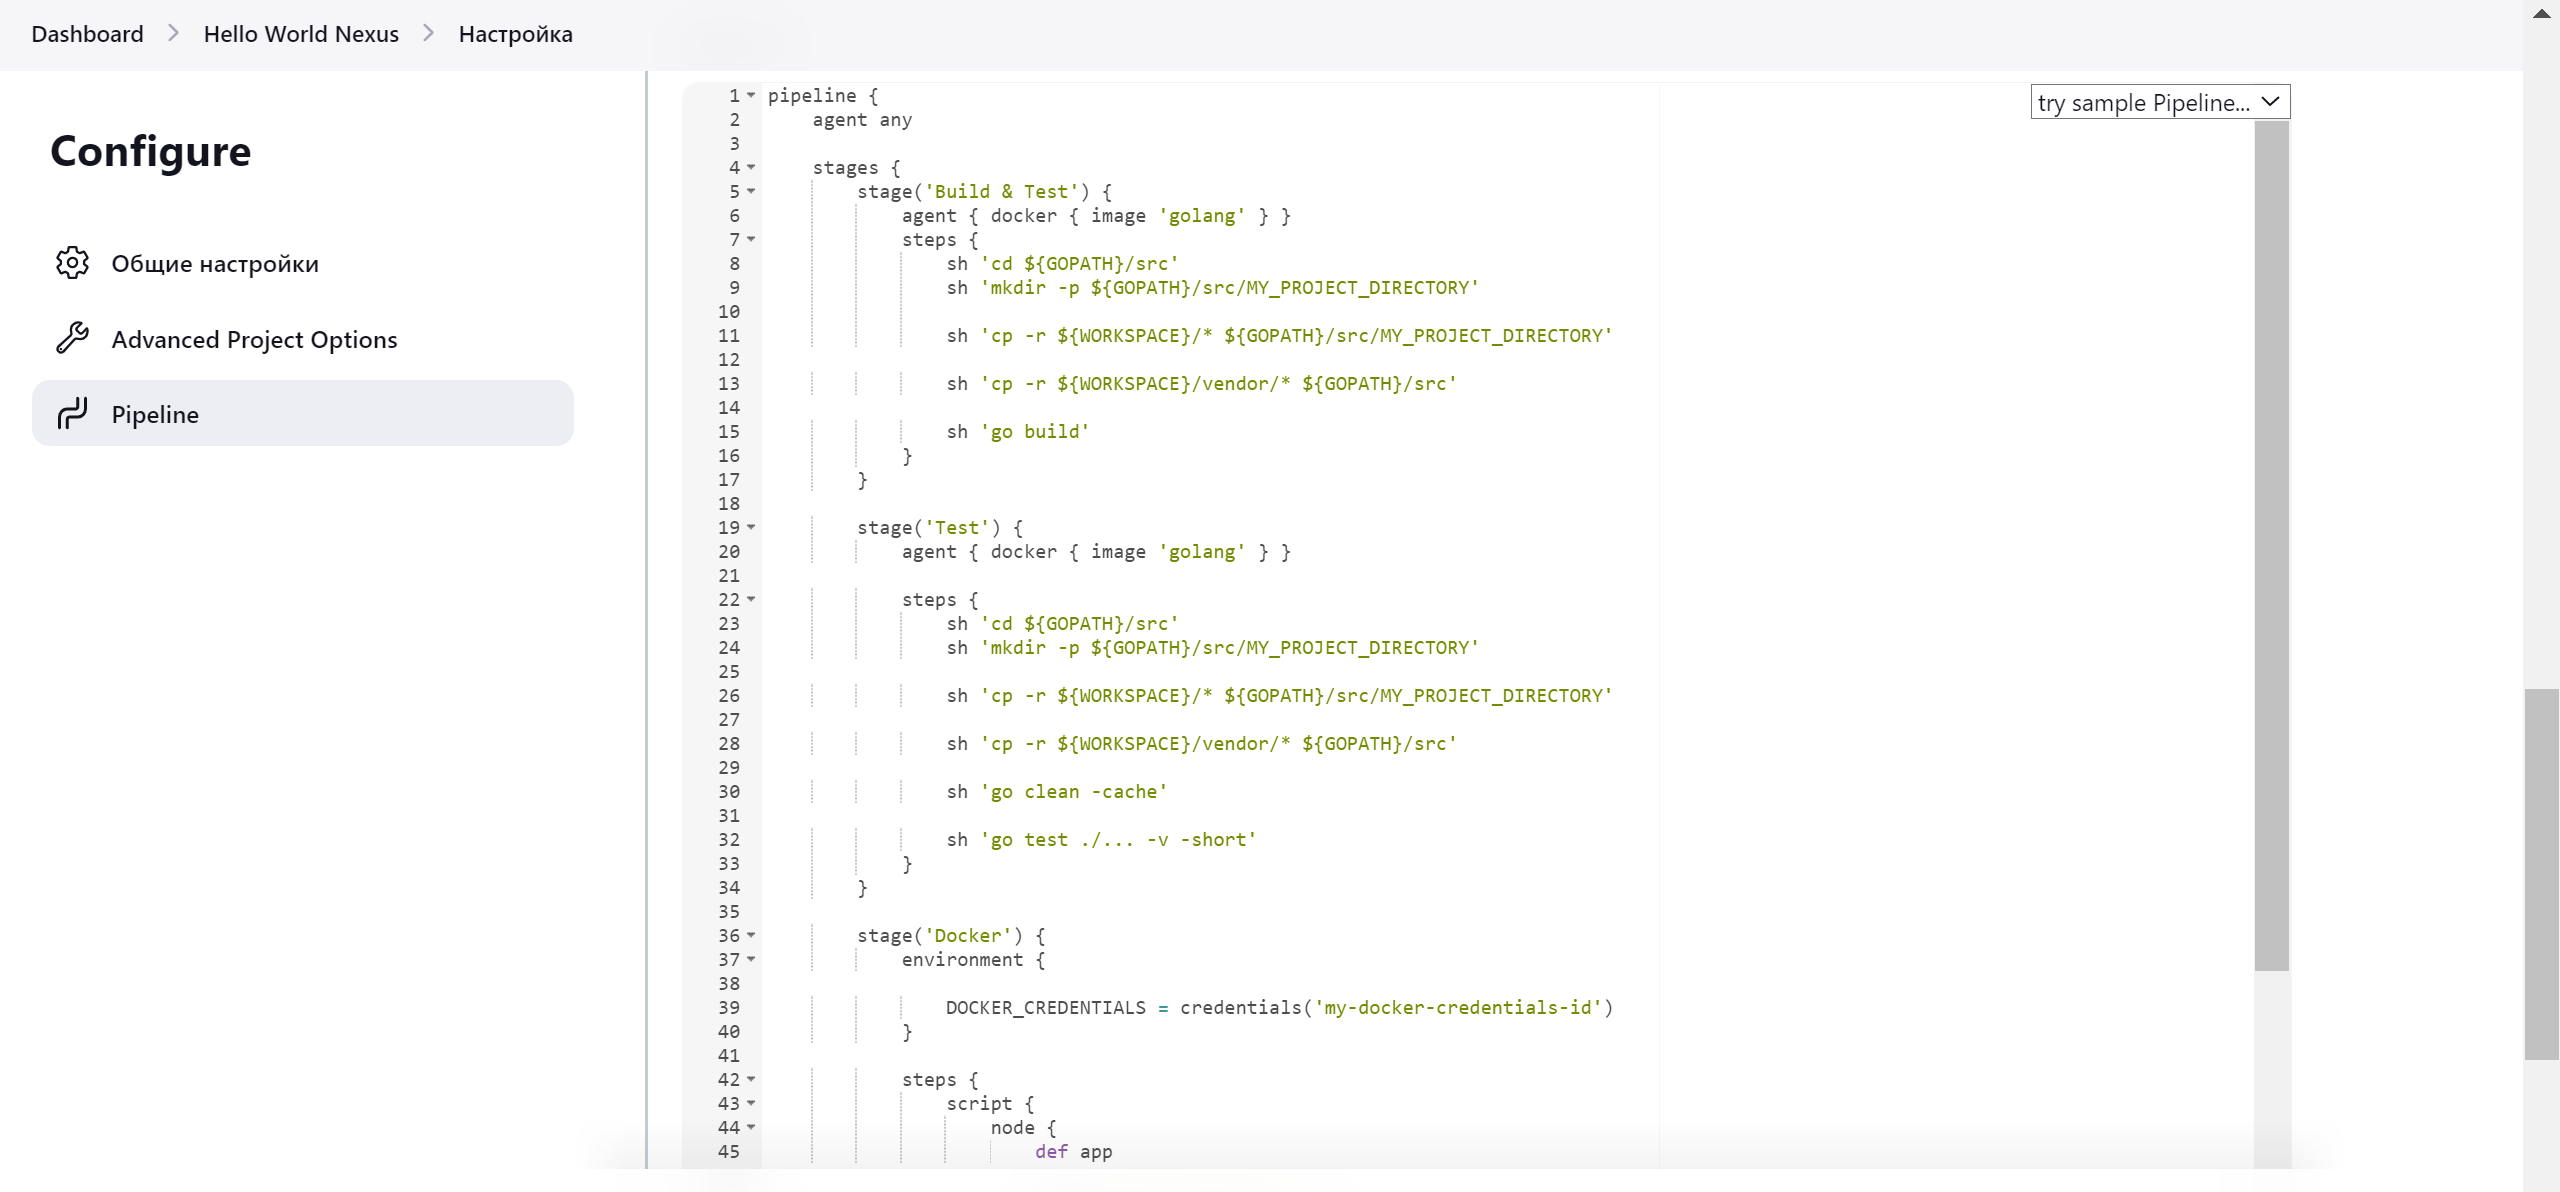 Dashboard > Hello World Nexus > Настройка
Configure
Общие настройки
Advanced Project Options
Pipeline
try sample Pipeline...
1 pipeline {
2     agent any
3
4     stages {
5         stage('Build & Test') {
6             agent { docker { image 'golang' } }
7             steps {
8                 sh 'cd ${GOPATH}/src'
9                 sh 'mkdir -p ${GOPATH}/src/MY_PROJECT_DIRECTORY'
10
11                 sh 'cp -r ${WORKSPACE}/* ${GOPATH}/src/MY_PROJECT_DIRECTORY'
12
13                 sh 'cp -r ${WORKSPACE}/vendor/* ${GOPATH}/src'
14
15                 sh 'go build'
16             }
17         }
18
19         stage('Test') {
20             agent { docker { image 'golang' } }
21
22             steps {
23                 sh 'cd ${GOPATH}/src'
24                 sh 'mkdir -p ${GOPATH}/src/MY_PROJECT_DIRECTORY'
25
26                 sh 'cp -r ${WORKSPACE}/* ${GOPATH}/src/MY_PROJECT_DIRECTORY'
27
28                 sh 'cp -r ${WORKSPACE}/vendor/* ${GOPATH}/src'
29
30                 sh 'go clean -cache'
31
32                 sh 'go test ./... -v -short'
33             }
34         }
35
36         stage('Docker') {
37             environment {
38
39                 DOCKER_CREDENTIALS = credentials('my-docker-credentials-id')
40             }
41
42             steps {
43                 script {
44                     node {
45                         def app